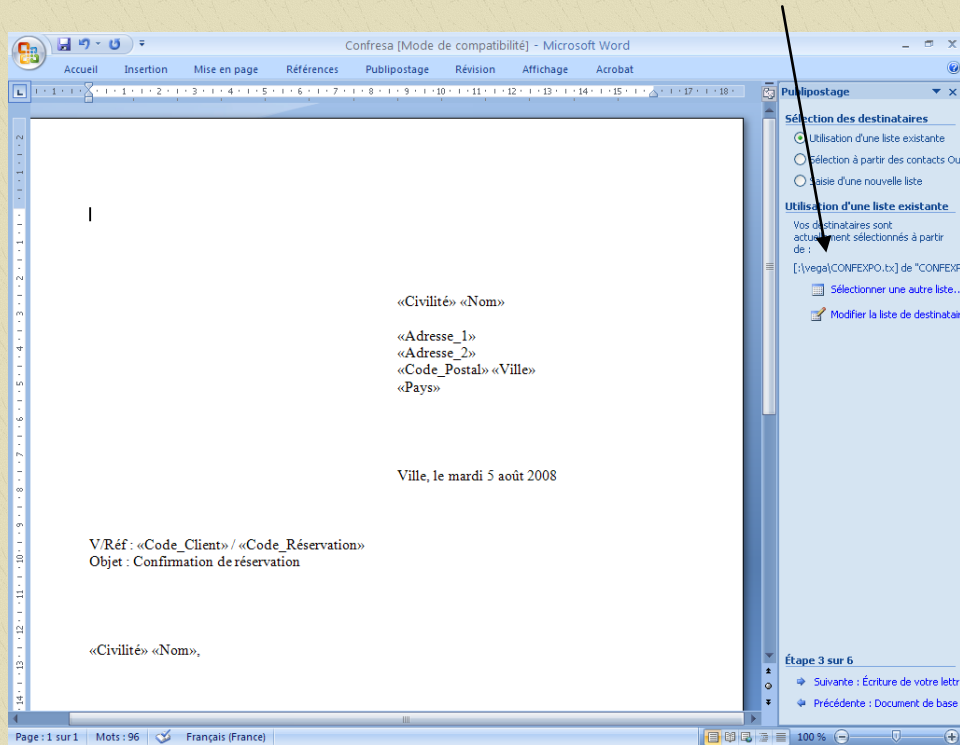 Confresa [Mode de compatibilité] - Microsoft Word
Accueil Insertion Mise en page Références Publipostage Révision Affichage Acrobat
Publipostage
Sélection des destinataires
Utilisation d'une liste existante
Sélection à partir des contacts Ou
Saisie d'une nouvelle liste
Utilisation d'une liste existante
Vos destinataires sont
actuellement sélectionnés à partir
de :
[:\vega\CONFEXPO.tx] de "CONFEXP
Sélectionner une autre liste...
Modifier la liste de destinatair
«Civilité» «Nom»
«Adresse_1»
«Adresse_2»
«Code_Postal» «Ville»
«Pays»
Ville, le mardi 5 août 2008
V/Réf : «Code_Client» / «Code_Réservation»
Objet : Confirmation de réservation
«Civilité» «Nom»,
Étape 3 sur 6
Suivante : Écriture de votre lettr
Précédente : Document de base
Page : 1 sur 1 Mots : 96 Français (France) 100 %